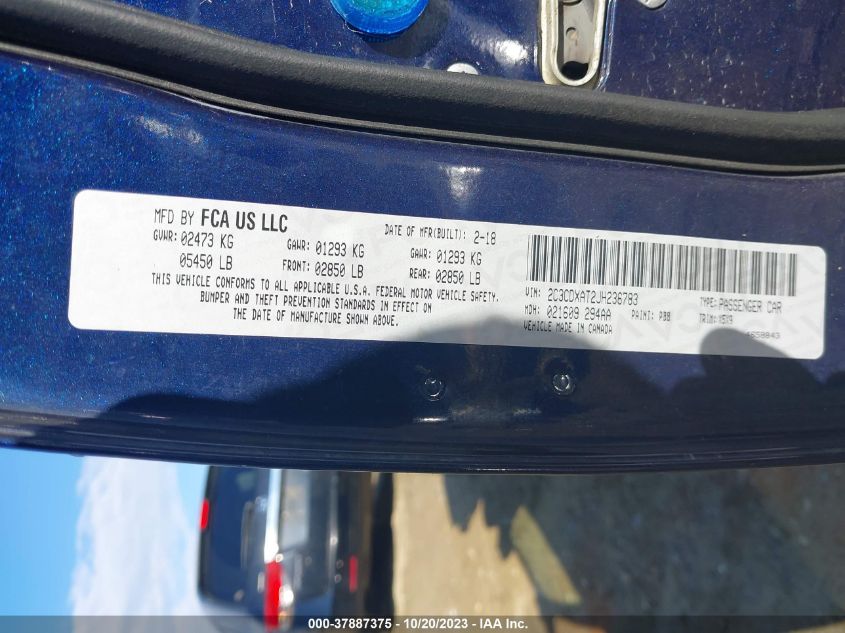 MFD BY FCA US LLC
DATE OF MFR(BUILT): 2-18
GVWR: 02473 KG
GAWR: 01293 KG
GAWR: 01293 KG
05450 LB
FRONT: 02850 LB
REAR: 02850 LB
THIS VEHICLE CONFORMS TO ALL APPLICABLE U.S.A. FEDERAL MOTOR VEHICLE SAFETY,
BUMPER AND THEFT PREVENTION STANDARDS IN EFFECT ON
THE DATE OF MANUFACTURE SHOWN ABOVE.
VIN: 2C3CDXAT2JH236783
TYPE: PASSENGER CAR
MDH: 021609 294AA
PAINT: PBB
TRIM: X5X9
VEHICLE MADE IN CANADA
000-37887375 - 10/20/2023 - IAA Inc.